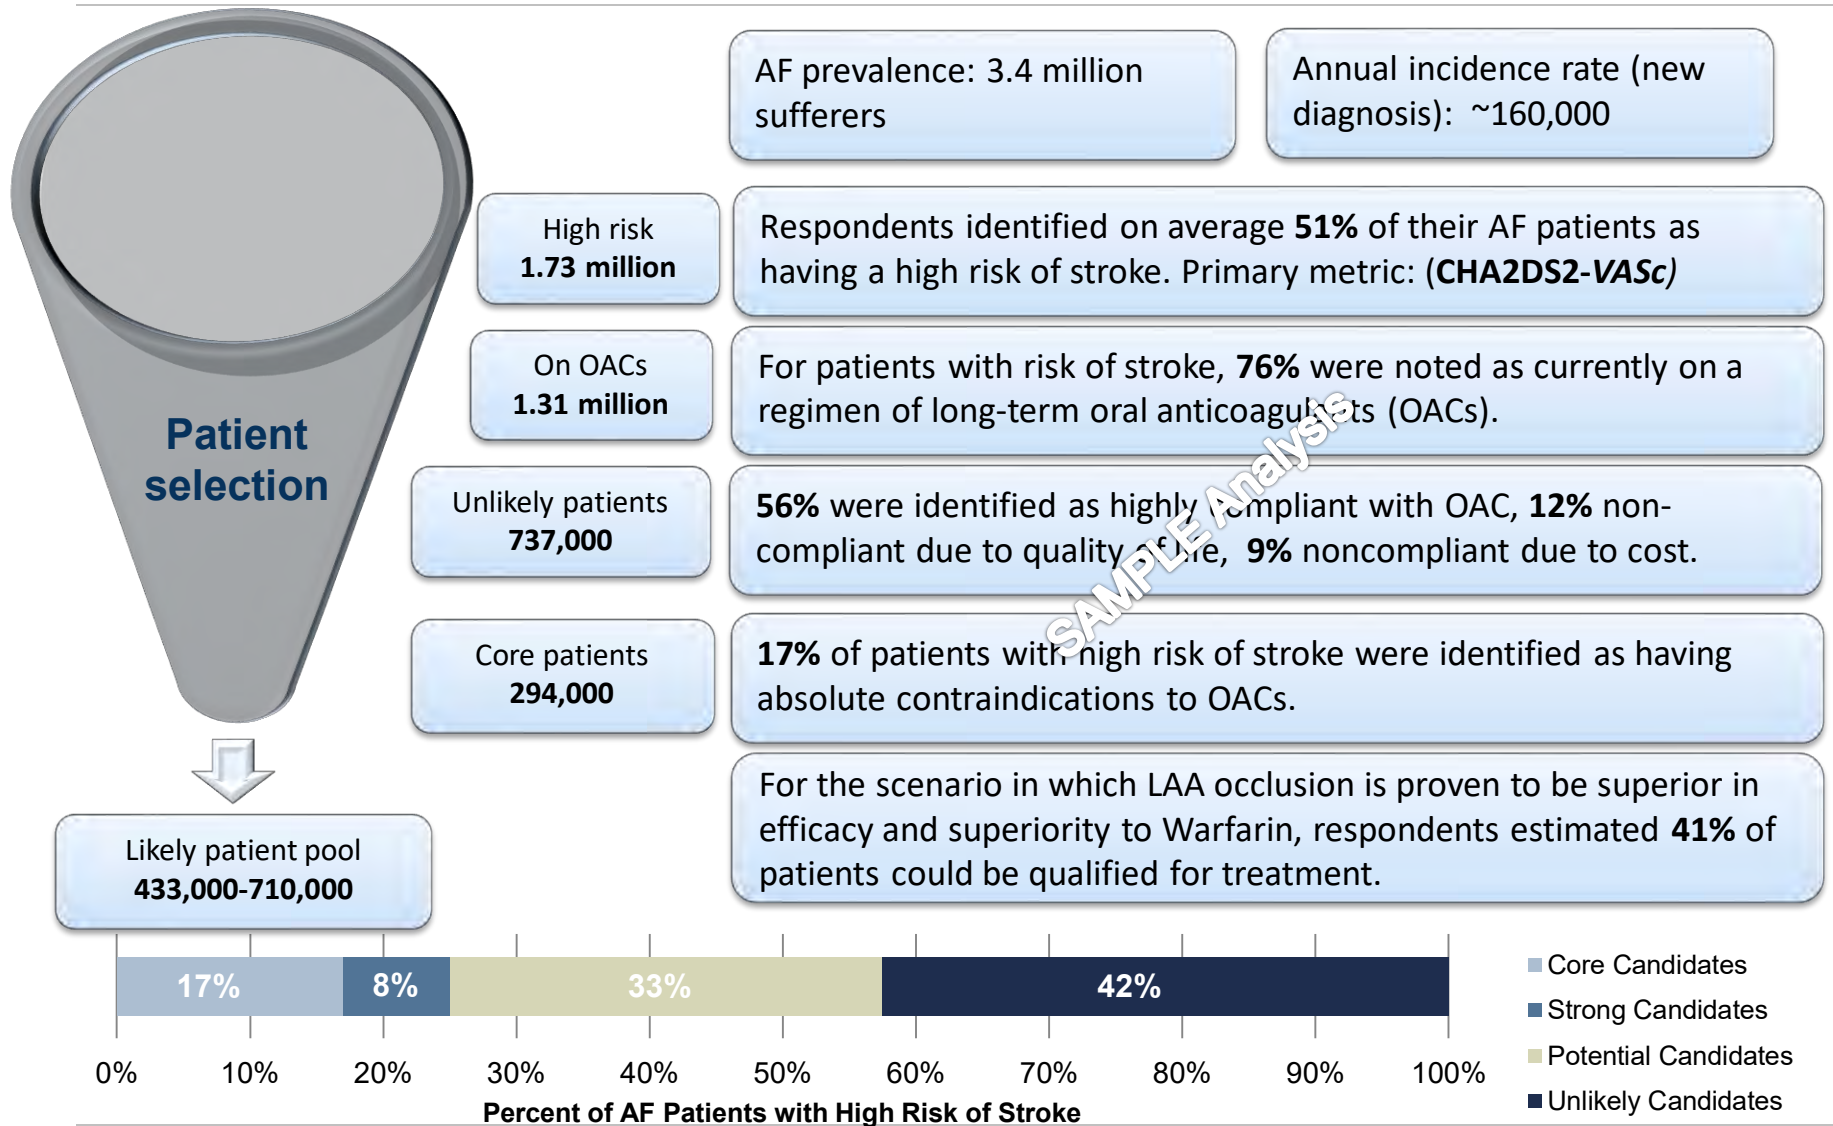 AF prevalence: 3.4 million
sufferers
Annual incidence rate (new
diagnosis): ~160,000
High risk
1.73 million
Respondents identified on average 51% of their AF patients as
having a high risk of stroke. Primary metric: (CHA2DS2-VASc)
On OACs
1.31 million
For patients with risk of stroke, 76% were noted as currently on a
regimen of long-term oral anticoagulants (OACs).
Patient
selection
Unlikely patients
737,000
56% were identified as highly compliant with OAC, 12% non-
compliant due to quality of life, 9% noncompliant due to cost.
SAMPLE Analysis
Core patients
294,000
17% of patients with high risk of stroke were identified as having
absolute contraindications to OACs.
For the scenario in which LAA occlusion is proven to be superior in
efficacy and superiority to Warfarin, respondents estimated 41% of
patients could be qualified for treatment.
Likely patient pool
433,000-710,000
17% 8% 33% 42%
0% 10% 20% 30% 40% 50% 60% 70% 80% 90% 100%
Percent of AF Patients with High Risk of Stroke
Core Candidates
Strong Candidates
Potential Candidates
Unlikely Candidates